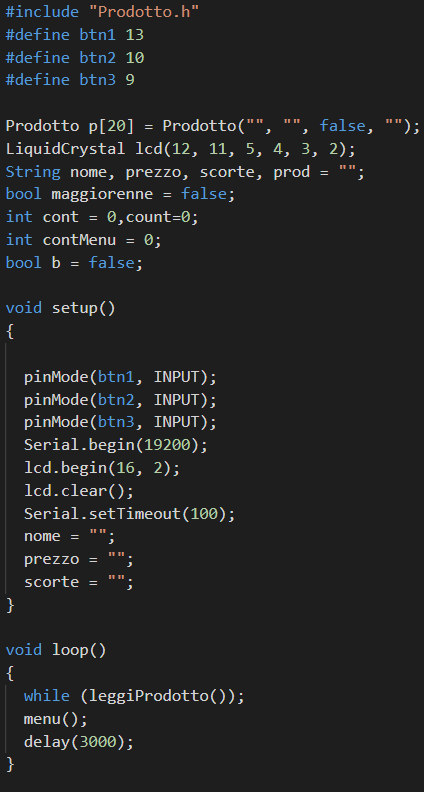 #include "Prodotto.h"
#define btn1 13
#define btn2 10
#define btn3 9
Prodotto p[20] = Prodotto("", "", false, "");
LiquidCrystal lcd(12, 11, 5, 4, 3, 2);
String nome, prezzo, scorte, prod = "";
bool maggiorenne = false;
int cont = 0,count=0;
int contMenu = 0;
bool b = false;
void setup()
{
pinMode(btn1, INPUT);
pinMode(btn2, INPUT);
pinMode(btn3, INPUT);
Serial.begin(19200);
lcd.begin(16, 2);
lcd.clear();
Serial.setTimeout(100);
nome = "";
prezzo = "";
scorte = "";
}
void loop()
{
while (leggiProdotto());
menu();
delay(3000);
}